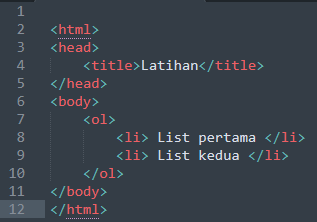 1
2 <html>
3 <head>
4     <title>Latihan</title>
5 </head>
6 <body>
7     <ol>
8         <li> List pertama </li>
9         <li> List kedua </li>
10     </ol>
11 </body>
12 </html>